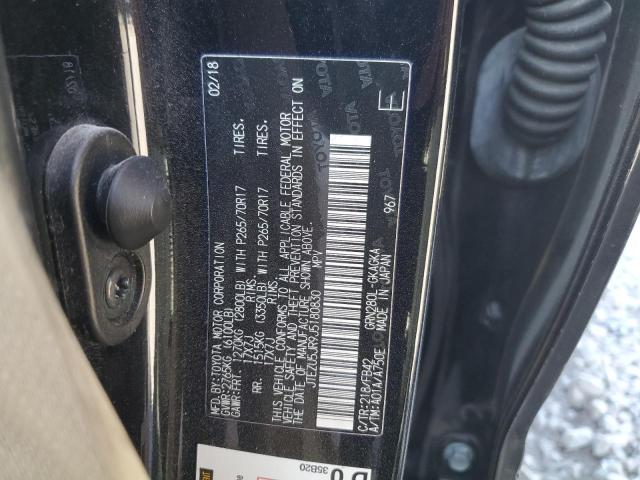 MFD.BY:TOYOTA MOTOR CORPORATION 02/18
GVWR:2765KG (6100LB)
GAWR-FRT. 1270KG (2800LB) WITH P265/70R17 TIRES.
17X7J RIMS.
RR. 1515KG (3350LB) WITH P265/70R17 TIRES.
17X7J RIMS.
THIS VEHICLE CONFORMS TO ALL APPLICABLE FEDERAL MOTOR
VEHICLE SAFETY AND THEFT PREVENTION STANDARDS IN EFFECT ON
THE DATE OF MANUFACTURE SHOWN ABOVE.
JTEZU5JR9J5180830 MPV
TOYOTA TOYOTA
C/TR:218/FB42 GRN280L-GKAGKA 967
A/TM:A01A/A750E MADE IN JAPAN
35B20